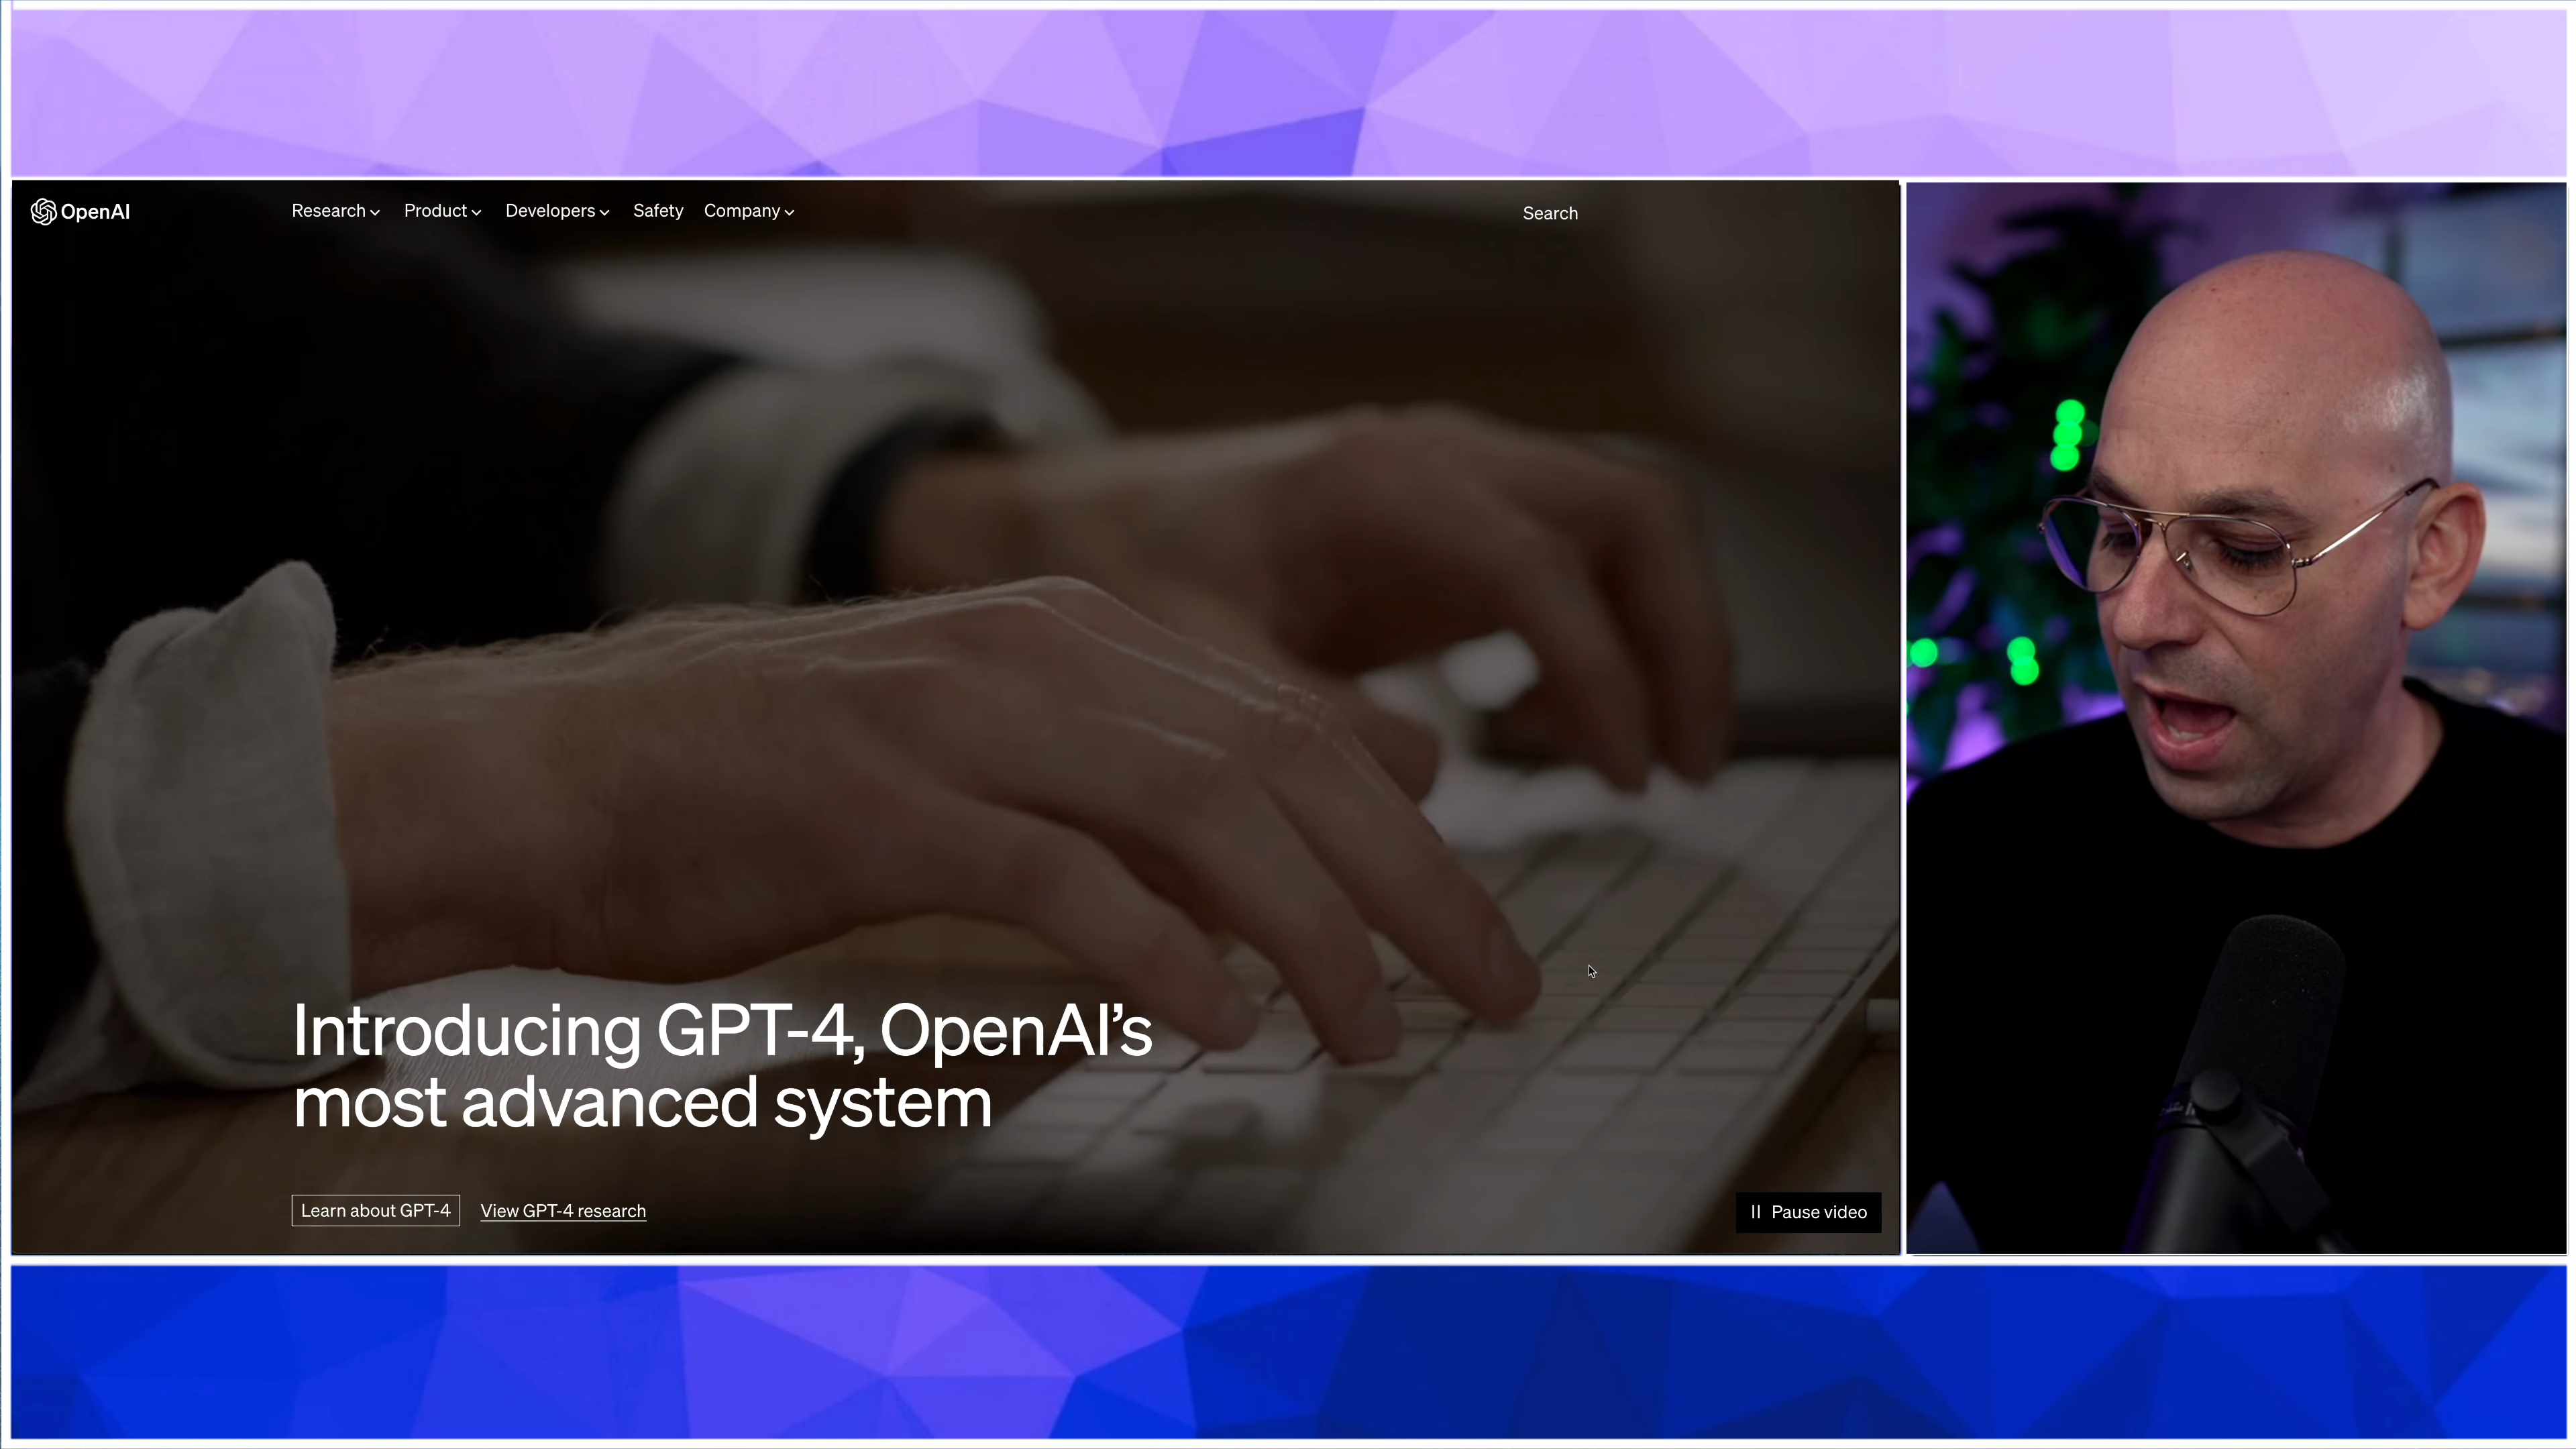 OpenAI
Research Product Developers Safety Company Search
Introducing GPT-4, OpenAI’s
most advanced system
Learn about GPT-4 View GPT-4 research
Pause video